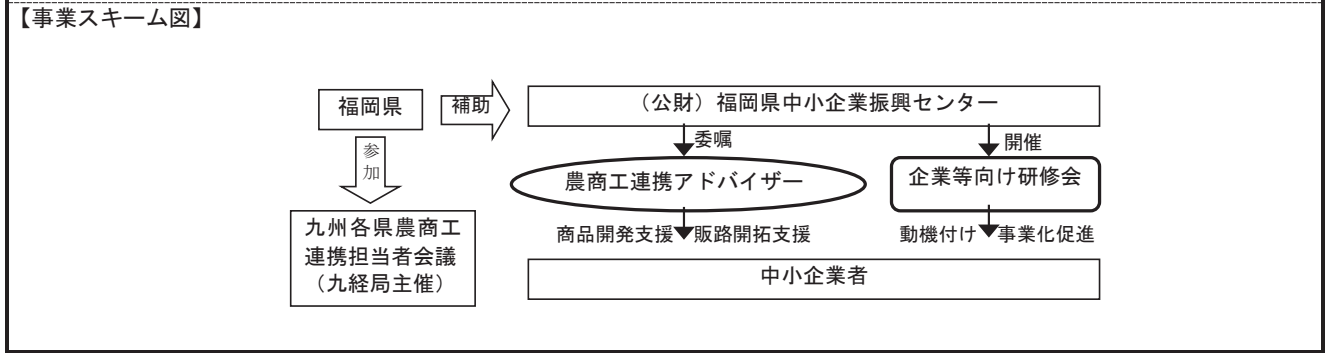 【事業スキーム図】
福岡県
補助
（公財）福岡県中小企業振興センター
参加
委嘱
開催
農商工連携アドバイザー
企業等向け研修会
九州各県農商工
連携担当者会議
（九経局主催）
商品開発支援
販路開拓支援
動機付け
事業化促進
中小企業者